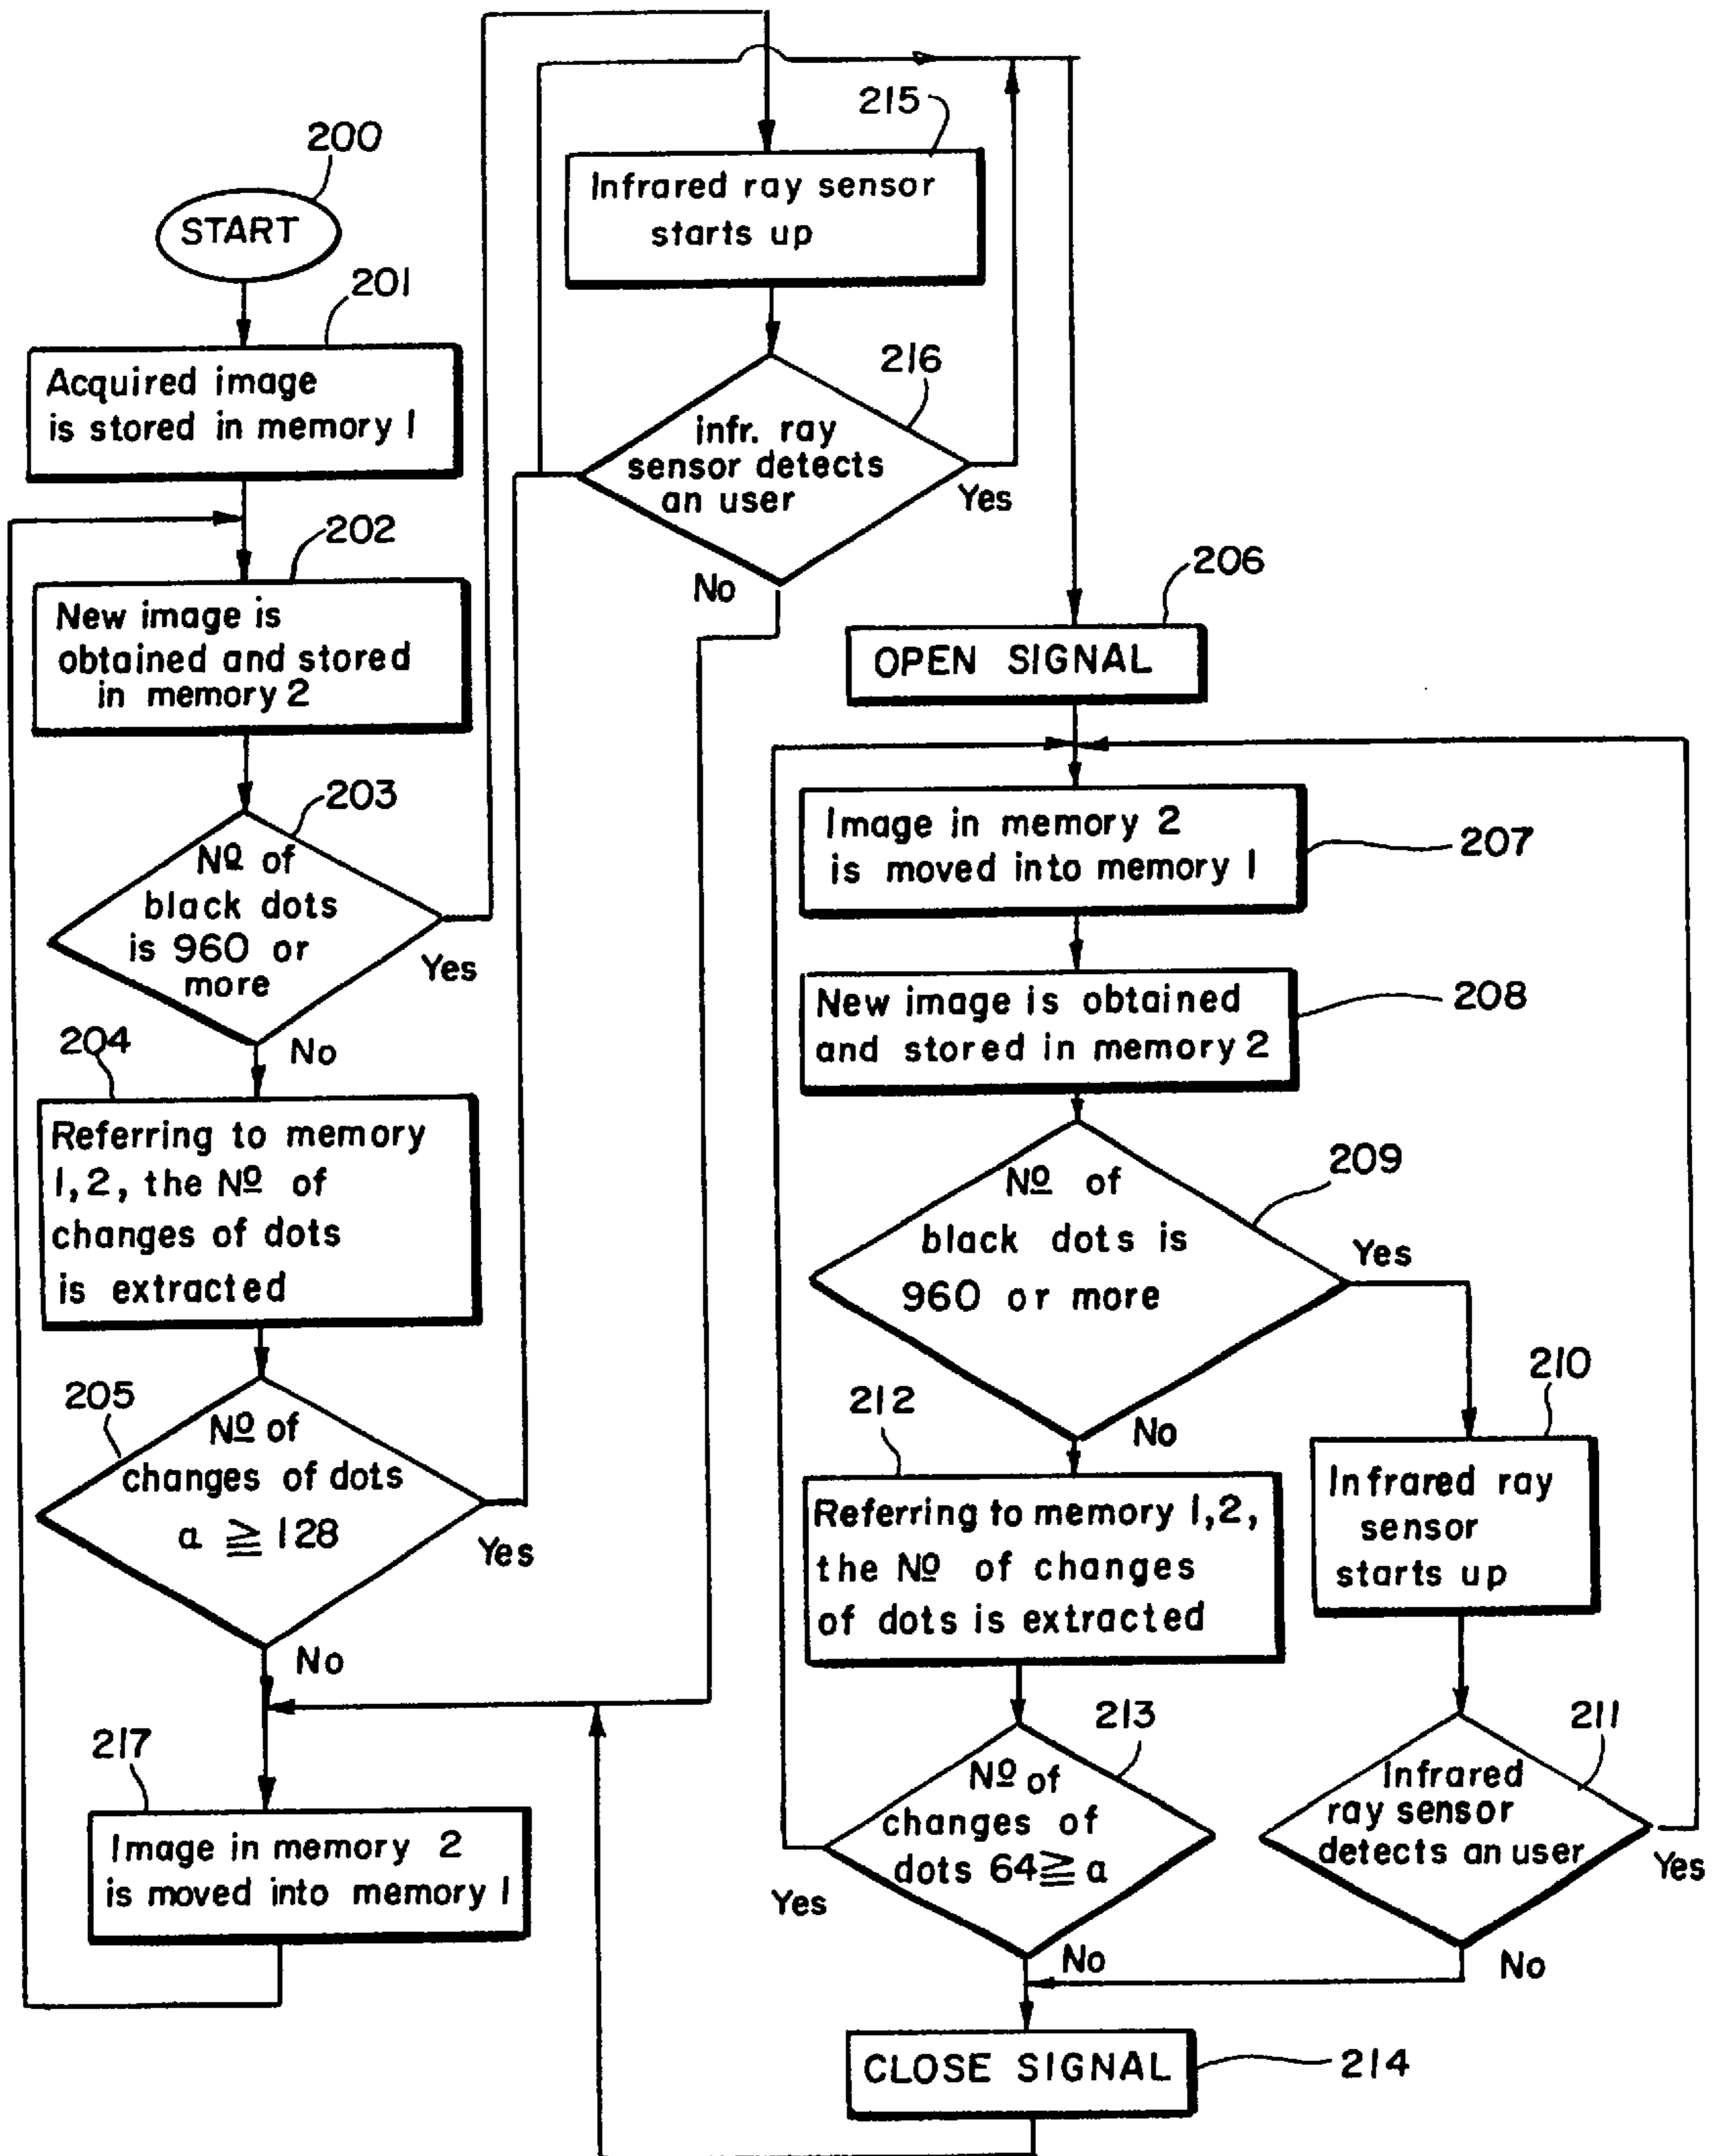 200
START
201
Acquired image
is stored in memory 1
202
New image is
obtained and stored
in memory 2
203
Nº of
black dots
is 960 or
more
Yes
No
204
Referring to memory
1,2, the Nº of
changes of dots
is extracted
205
Nº of
changes of dots
a ≧ 128
Yes
No
217
Image in memory 2
is moved into memory 1
215
Infrared ray sensor
starts up
216
infr. ray
sensor detects
an user
Yes
No
206
OPEN SIGNAL
Image in memory 2
is moved into memory 1
207
New image is obtained
and stored in memory 2
208
209
Nº of
black dots is
960 or more
Yes
No
210
Infrared ray
sensor
starts up
212
Referring to memory 1,2,
the Nº of changes
of dots is extracted
213
Nº of
changes of
dots 64≧a
Yes
No
211
Infrared
ray sensor
detects an user
Yes
No
CLOSE SIGNAL
214